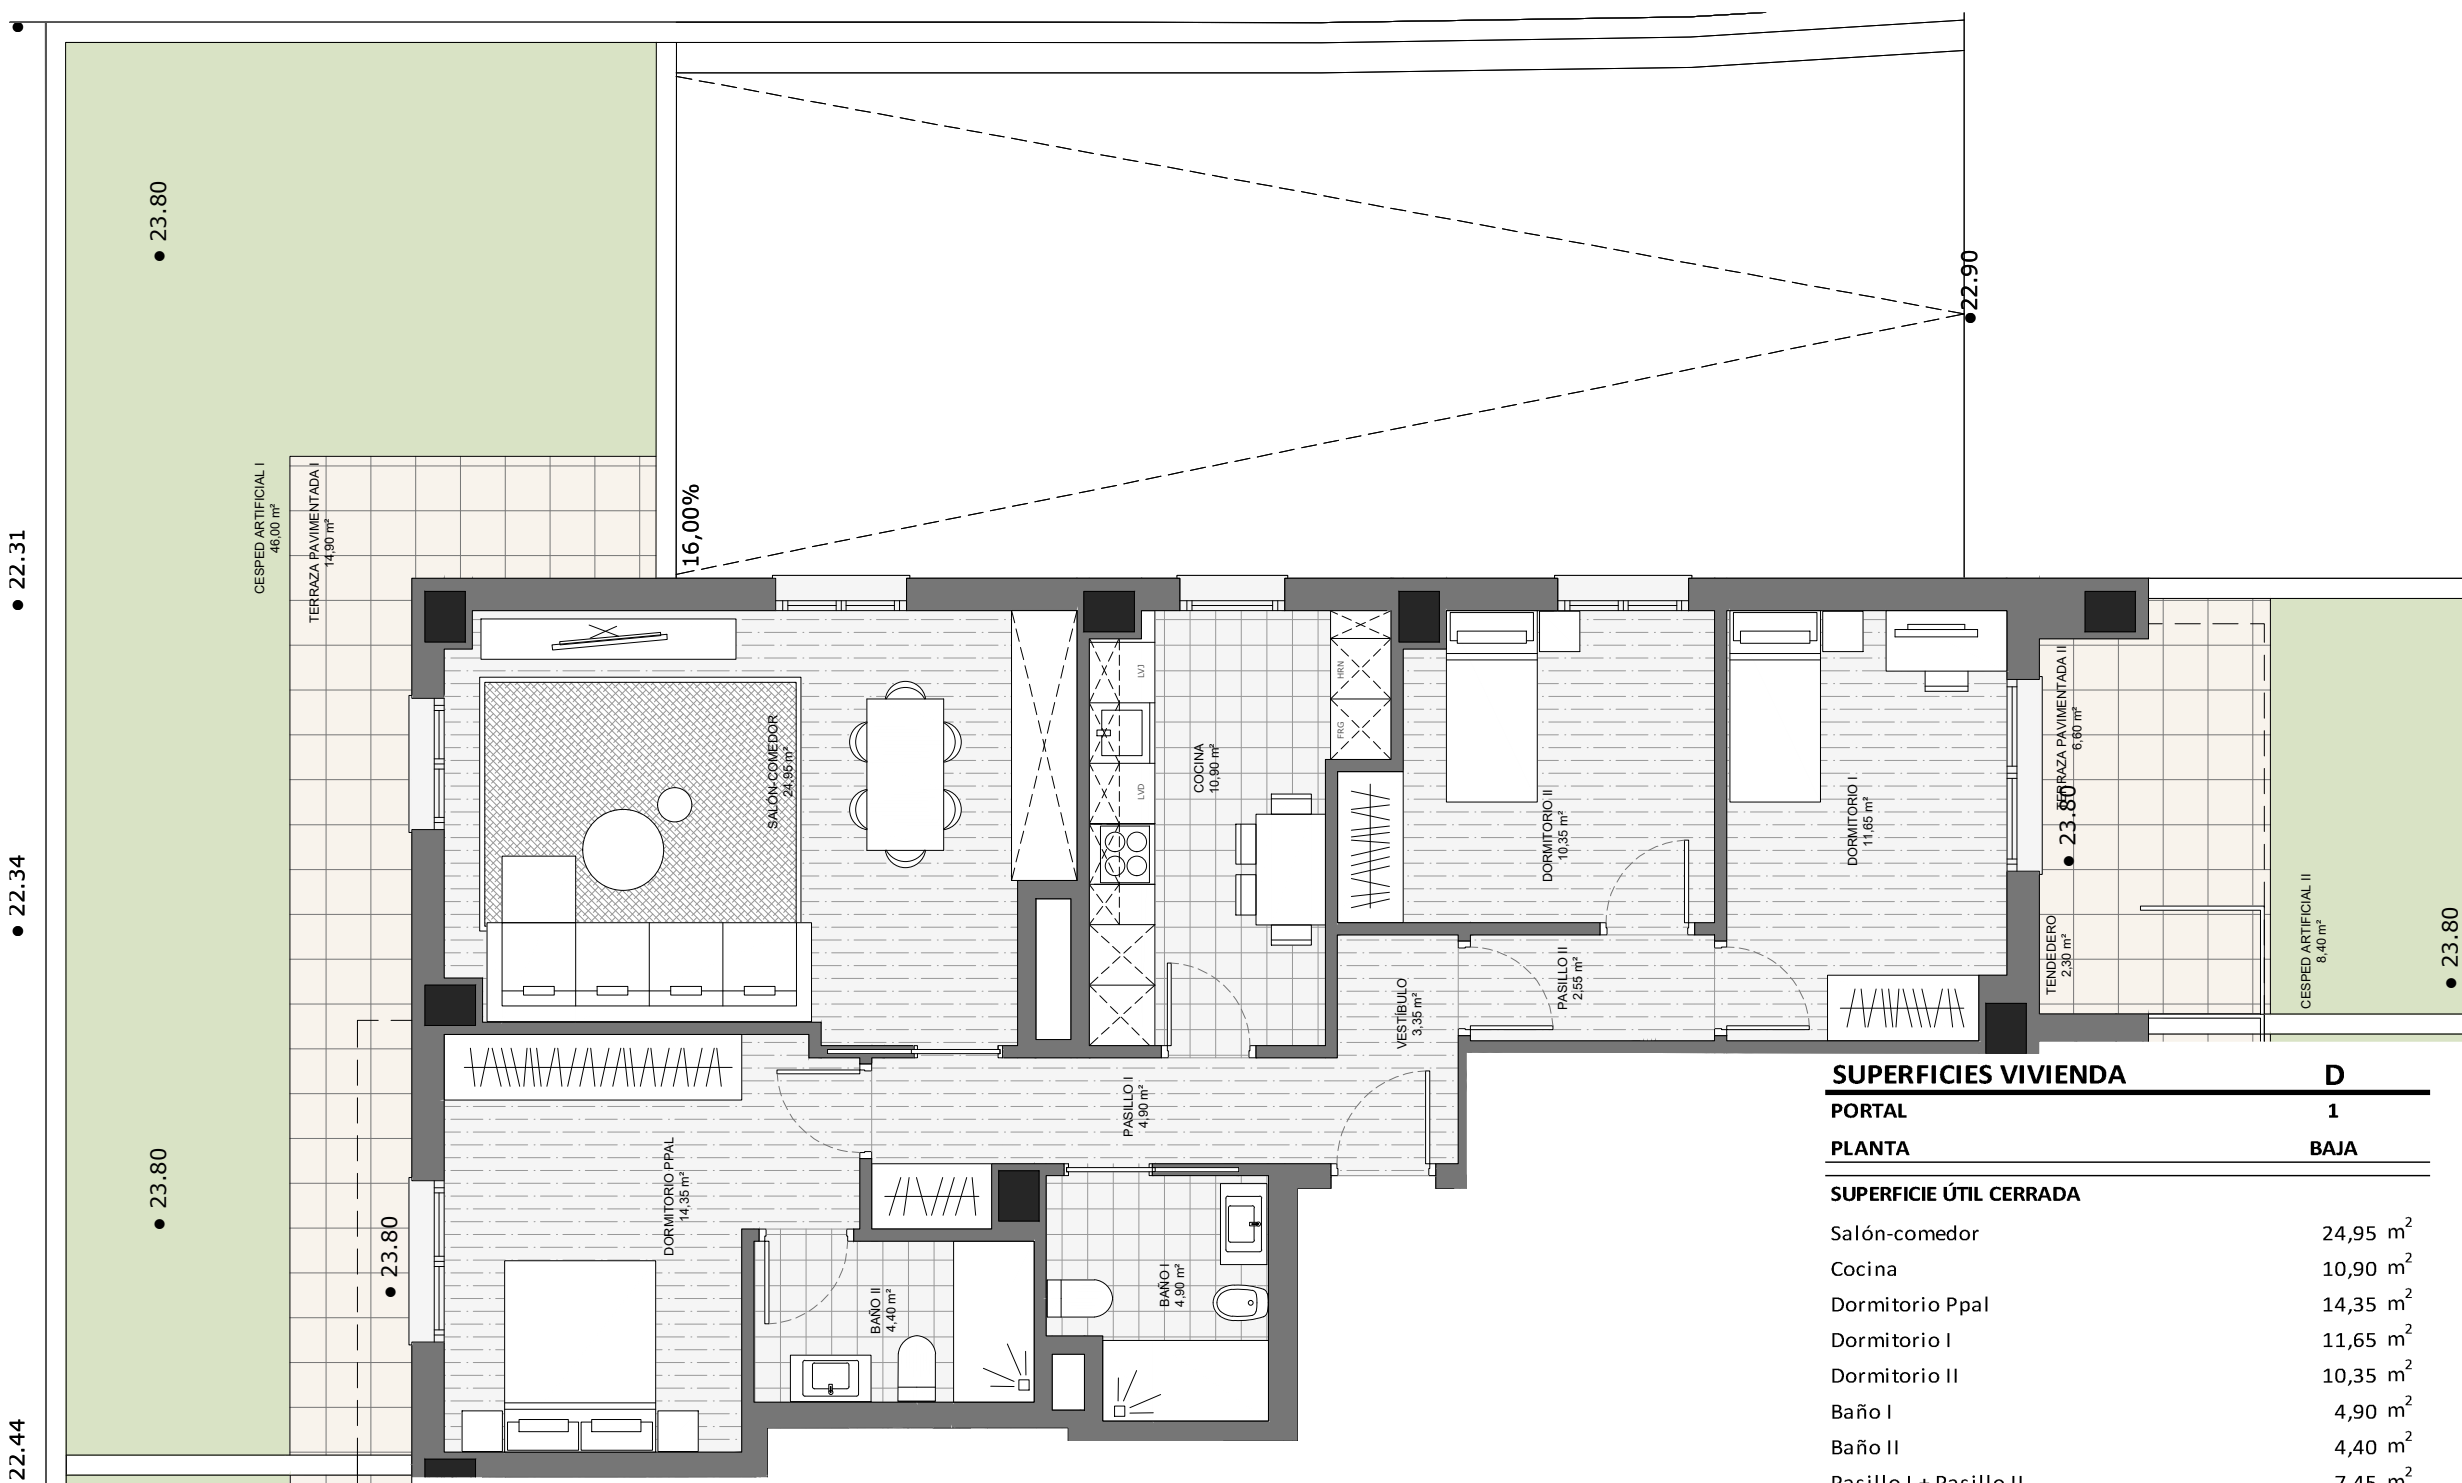 23.80
22.31
22.34
23.80
22.44
23.80
CESPED ARTIFICIAL I
46,00 m²
TERRAZA PAVIMENTADA I
14,90 m²
16,00%
22.90
SALÓN-COMEDOR
24,95 m²
LVJ
LVD
COCINA
10,90 m²
HRN
FRG
DORMITORIO II
10,35 m²
DORMITORIO I
11,65 m²
TERRAZA PAVIMENTADA II
6,60 m²
23.80
TENDEDERO
2,30 m²
CESPED ARTIFICIAL II
8,40 m²
23.80
PASILLO II
2,55 m²
VESTÍBULO
3,35 m²
PASILLO I
4,90 m²
DORMITORIO PPAL
14,35 m²
BAÑO II
4,40 m²
BAÑO I
4,90 m²
SUPERFICIES VIVIENDA D
PORTAL 1
PLANTA BAJA
SUPERFICIE ÚTIL CERRADA
Salón-comedor 24,95 m²
Cocina 10,90 m²
Dormitorio Ppal 14,35 m²
Dormitorio I 11,65 m²
Dormitorio II 10,35 m²
Baño I 4,90 m²
Baño II 4,40 m²
Pasillo I + Pasillo II 7,45 m²